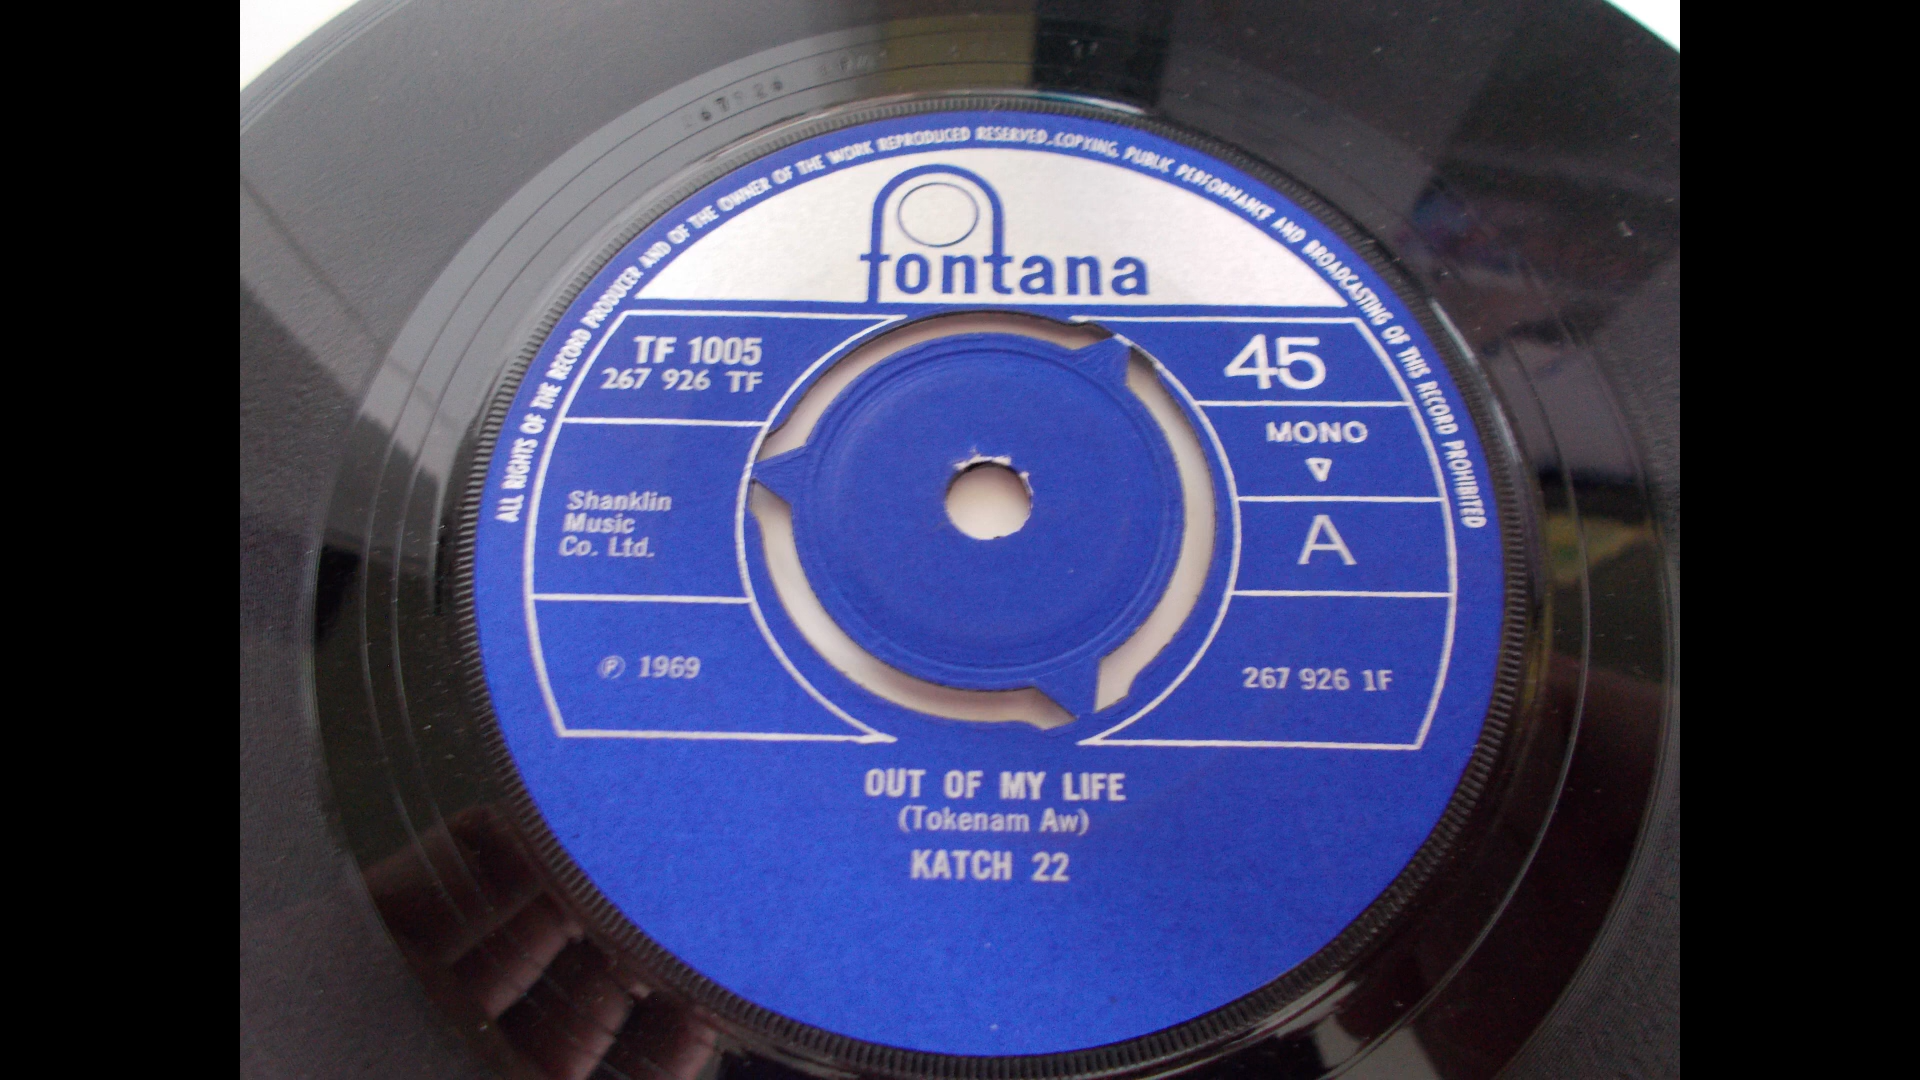 ALL RIGHTS OF THE RECORD PRODUCER AND OF THE OWNER OF THE WORK REPRODUCED RESERVED. COPYING, PUBLIC PERFORMANCE AND BROADCASTING OF THIS RECORD PROHIBITED
fontana
TF 1005
267 926 TF
45
MONO
Shanklin
Music
Co. Ltd.
A
℗ 1969
267 926 1F
OUT OF MY LIFE
(Tokenam Aw)
KATCH 22